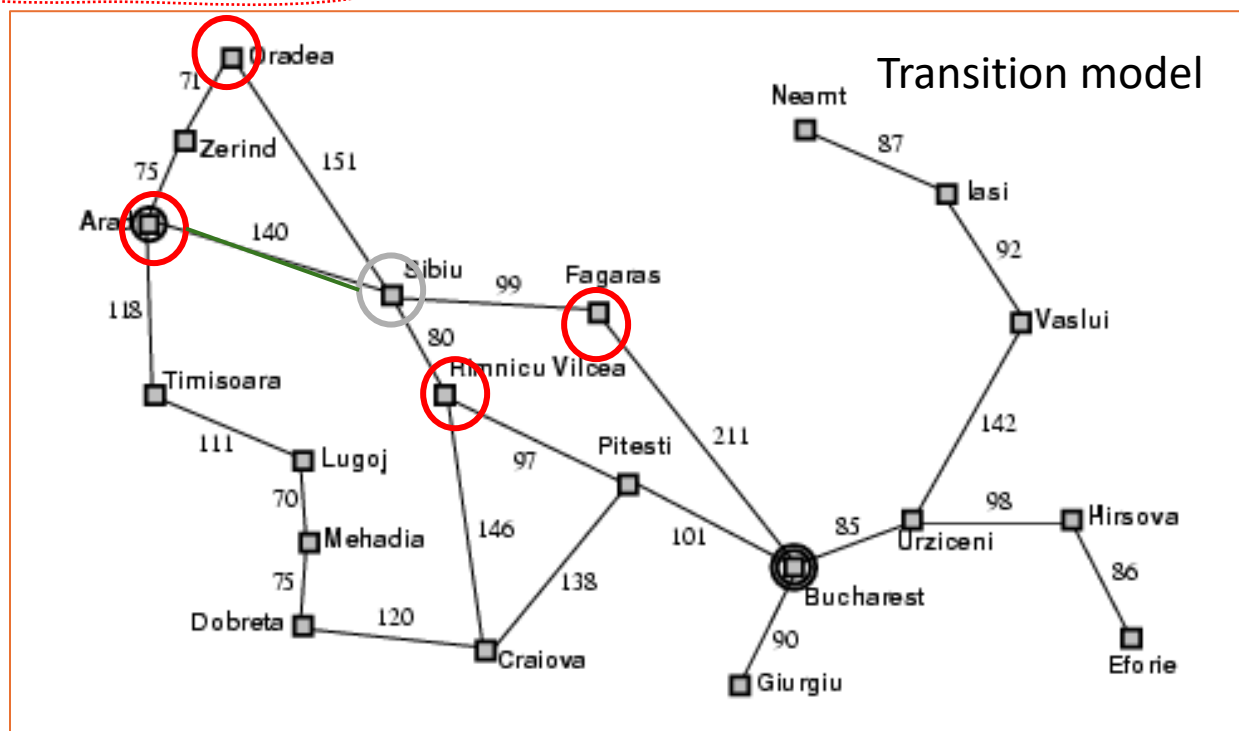 Oradea
Transition model
Neamt
71
87
Zerind
151
Iasi
75
Arad
140
92
Sibiu
Fagaras
99
118
Vaslui
80
Rimnicu Vilcea
Timisoara
142
211
111
Pitesti
Lugoj
97
70
98
Hirsova
146
85
101
Urziceni
Mehadia
86
75
138
Bucharest
120
Dobreta
90
Craiova
Eforie
Giurgiu